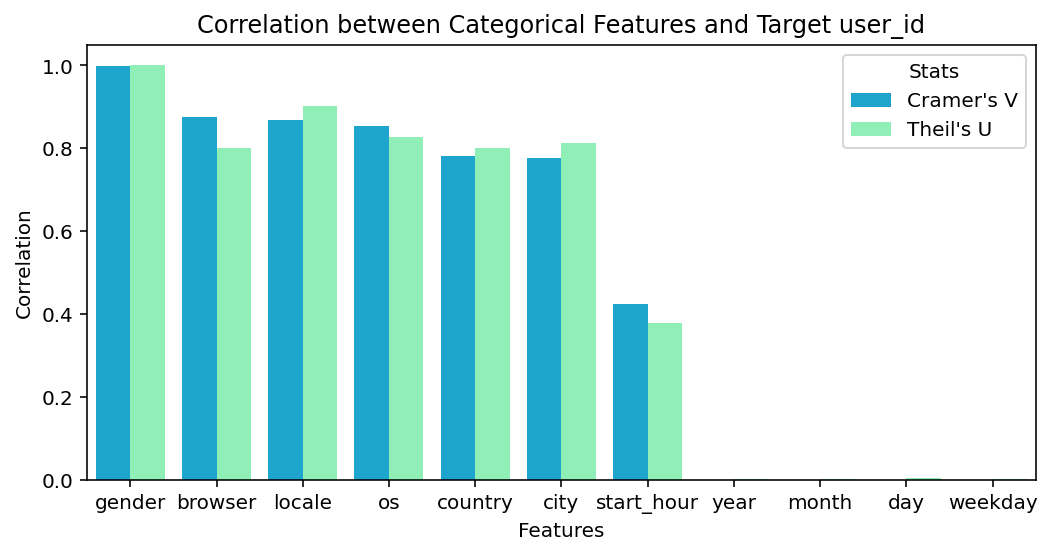 Correlation between Categorical Features and Target user_id
Stats
Cramer's V
Theil's U
Correlation
1.0
0.8
0.6
0.4
0.2
0.0
gender browser locale os country city start_hour year month day weekday
Features